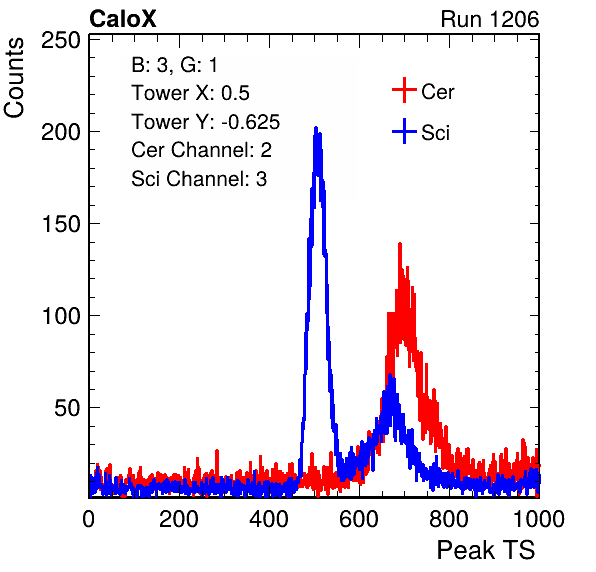 CaloX Run 1206
Counts
250
200
150
100
50
B: 3, G: 1
Tower X: 0.5
Tower Y: -0.625
Cer Channel: 2
Sci Channel: 3
Cer
Sci
0 200 400 600 800 1000
Peak TS